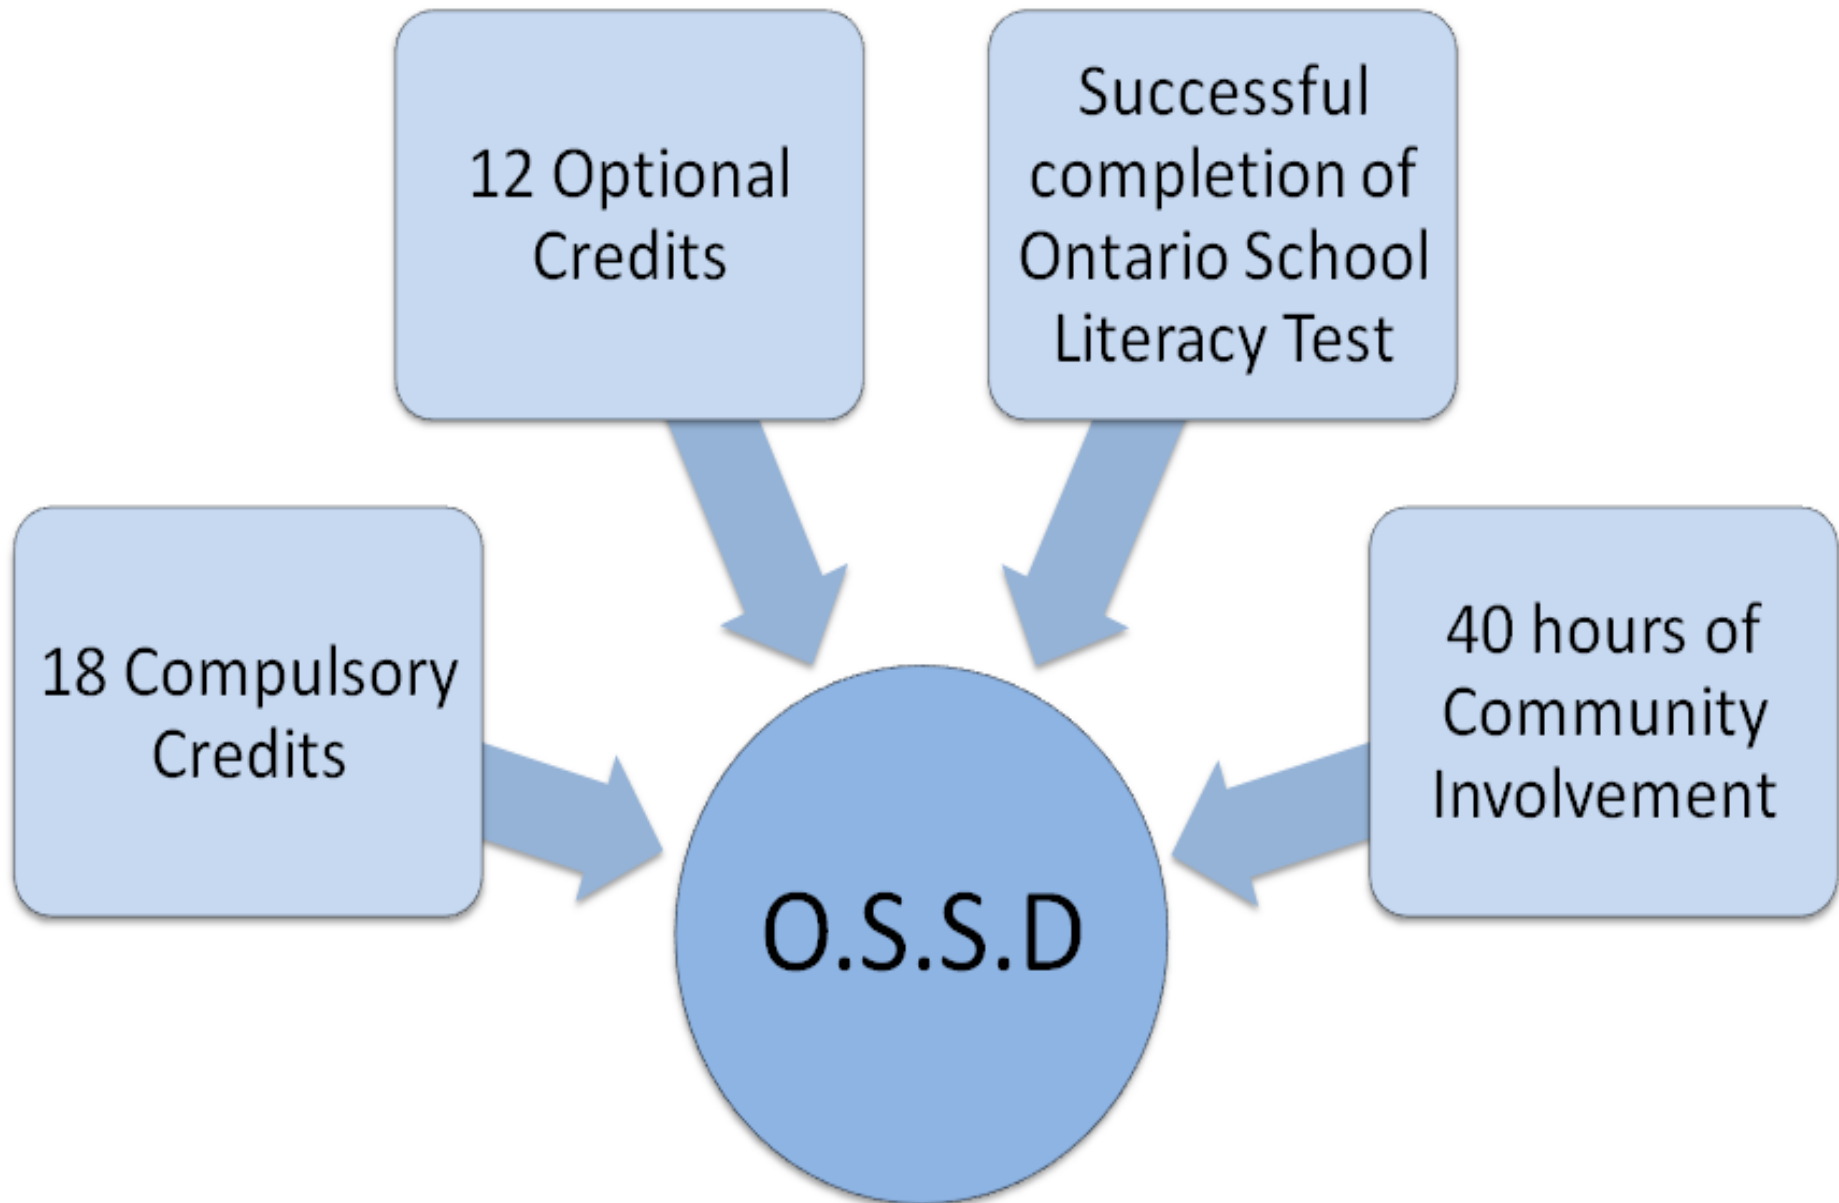 12 Optional
Credits
Successful
completion of
Ontario School
Literacy Test
18 Compulsory
Credits
40 hours of
Community
Involvement
O.S.S.D